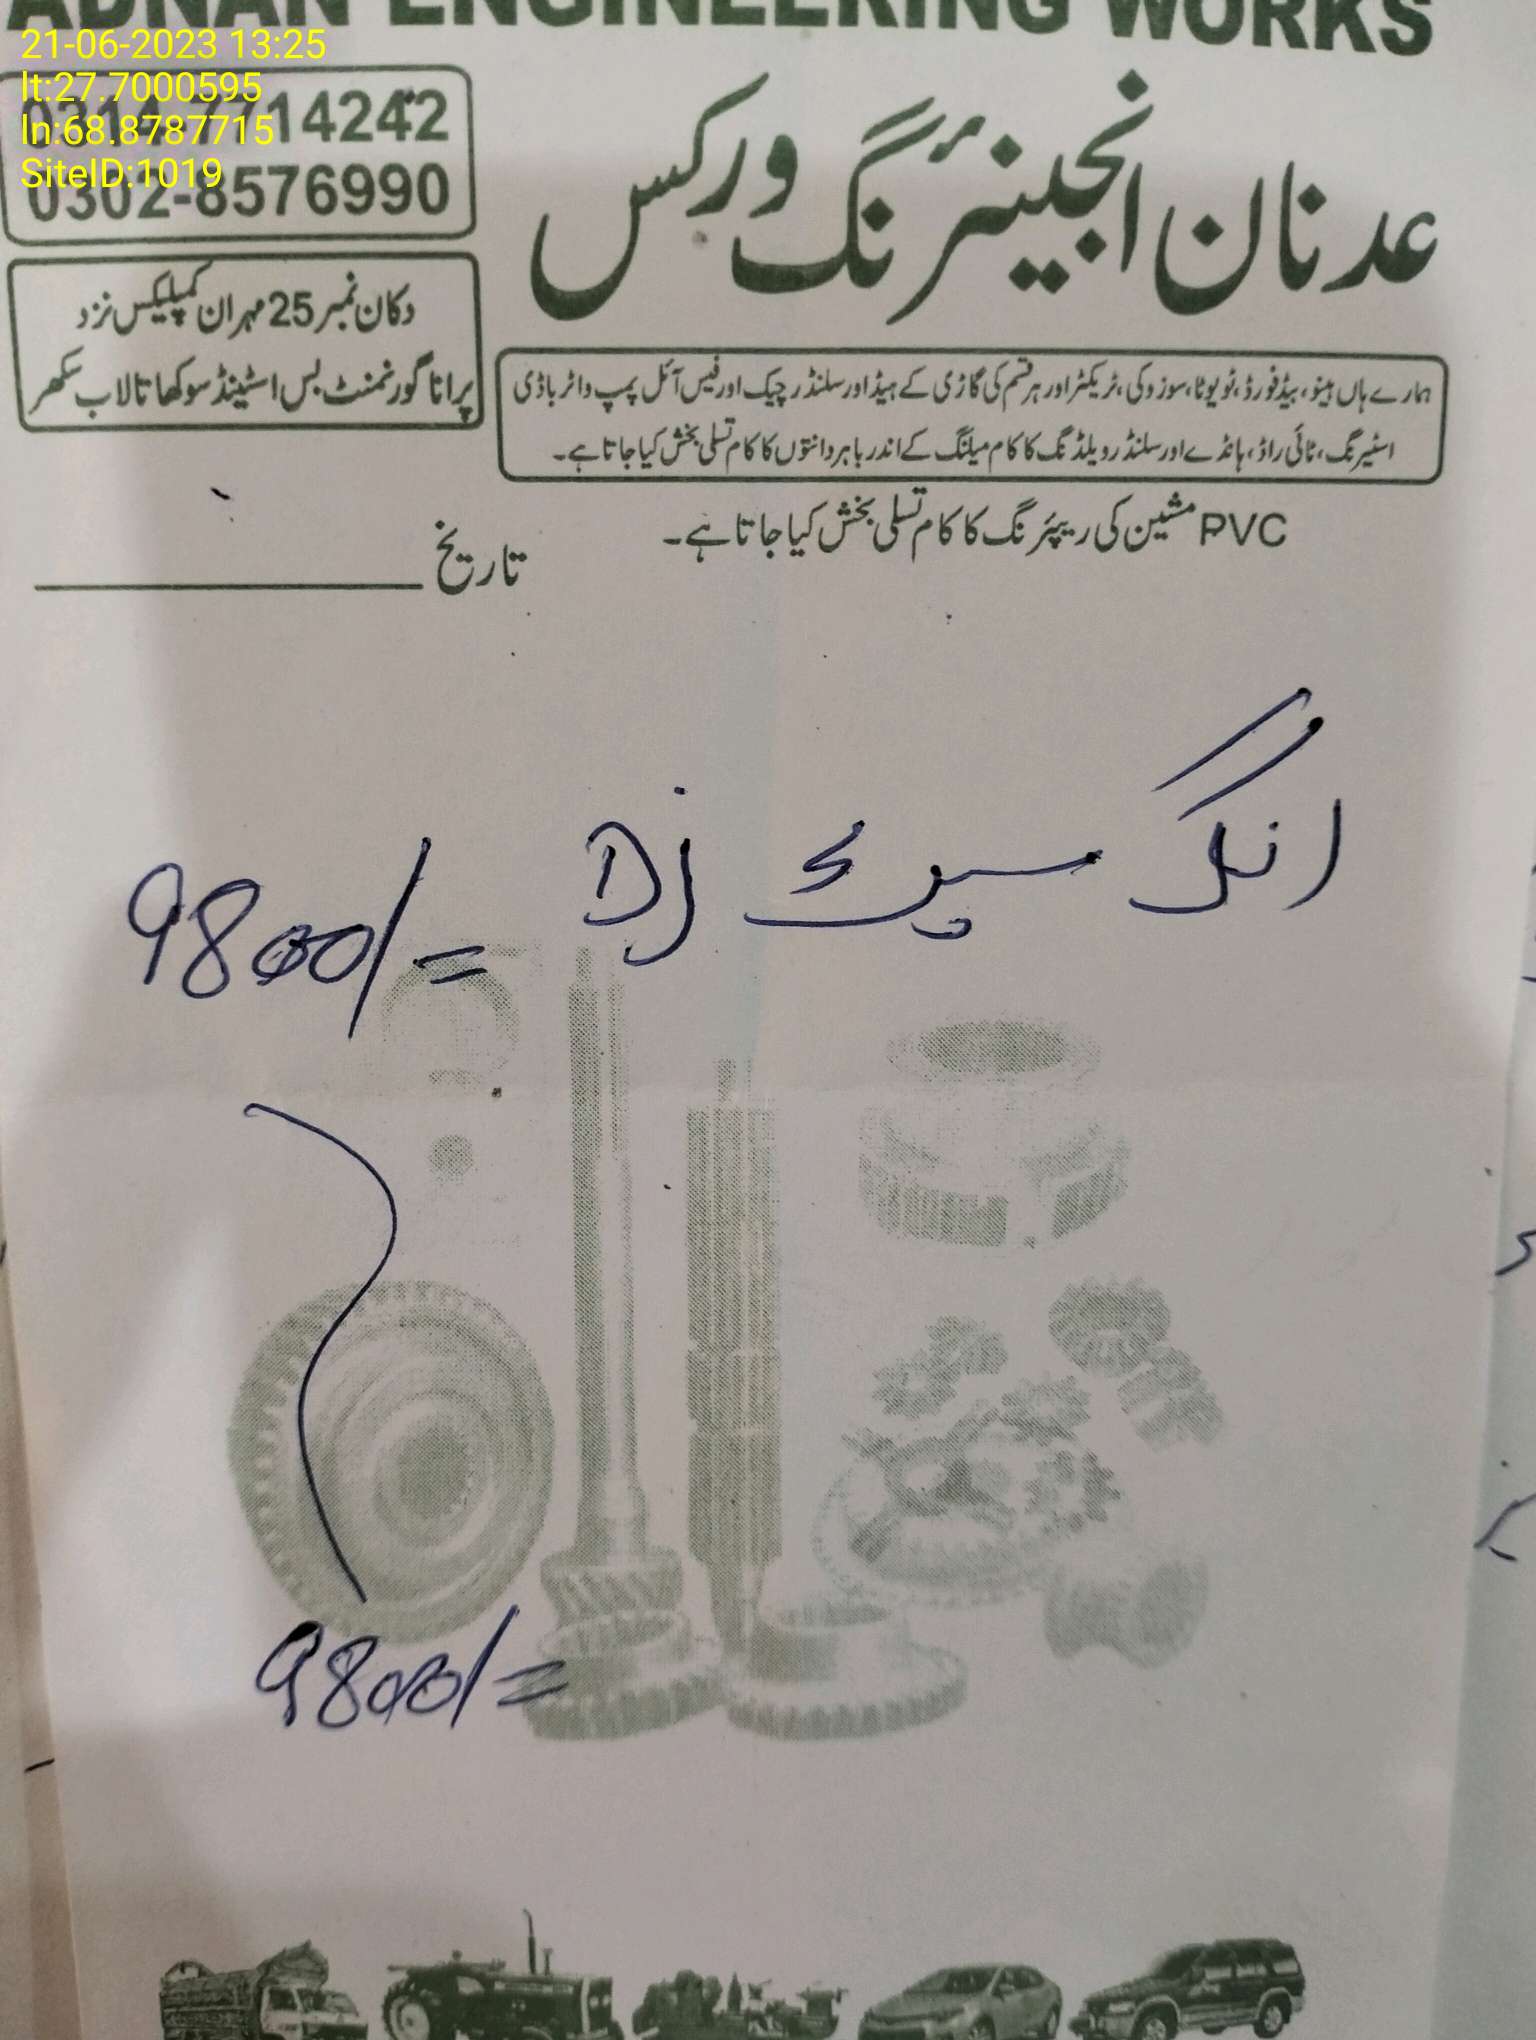 ADNAN ENGINEERING WORKS
21-06-2023 13:25
lt:27.7000595
ln:68.8787715
SiteID:1019
0314-7714242
0302-8576990
عدنان انجینئرنگ ورکس
دکان نمبر 25 مہران کمپلیکس نزد
پرانا گورنمنٹ بس اسٹینڈ سوکھا تالاب سکھر
ہمارے ہاں ہینو، بیڈفورڈ، ٹویوٹا، سوزوکی، ٹریکٹر اور ہر قسم کی گاڑی کے ہیڈ اور سلنڈر چیک اور فیس آئل پمپ واٹر باڈی
اسٹیرنگ، ٹائی راڈ، ہانڈے اور سلنڈر ویلڈنگ کا کام میلنگ کے اندر باہر دانتوں کا کام تسلی بخش کیا جاتا ہے۔
PVC مشین کی ریپئرنگ کا کام تسلی بخش کیا جاتا ہے۔
تاریخ
9800/=
9800/=